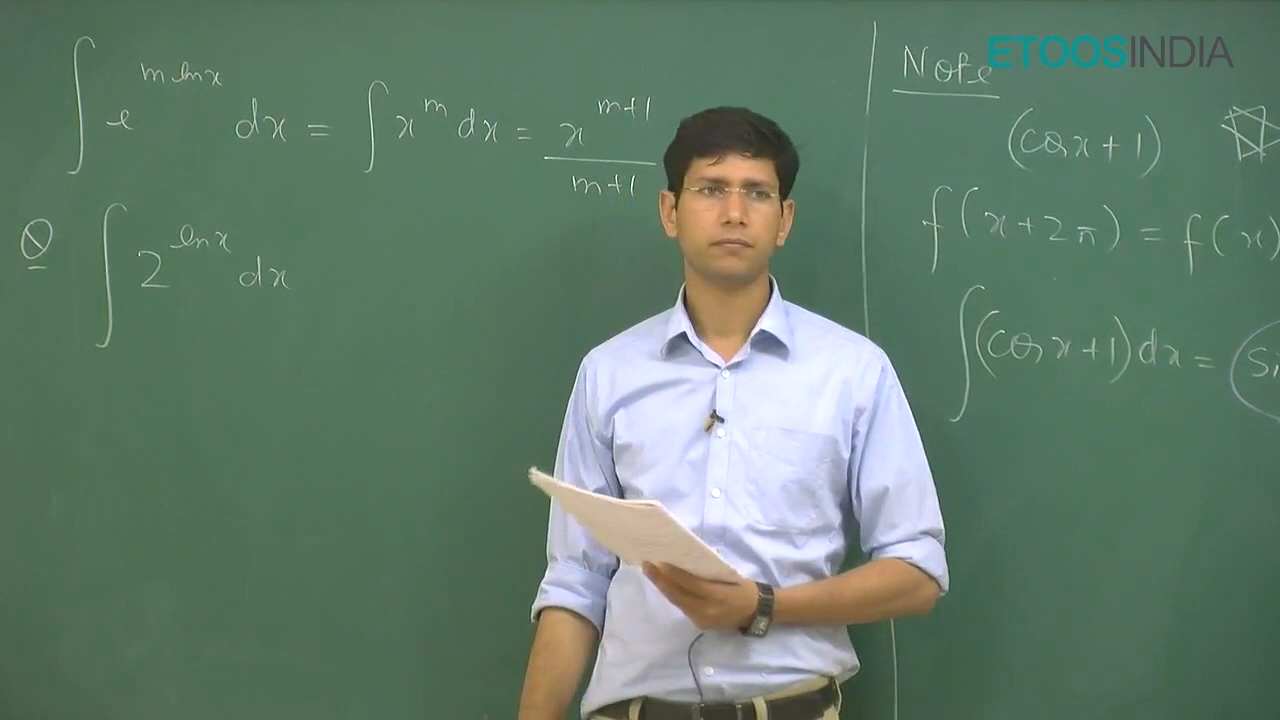 ∫ e^{m ln x} dx = ∫ x^m dx = x^{m+1} / m+1
Q ∫ 2^{ln x} dx
ETOOSINDIA
Note
(cos x + 1)
f(x + 2π) = f(x)
∫ (cos x + 1) dx =